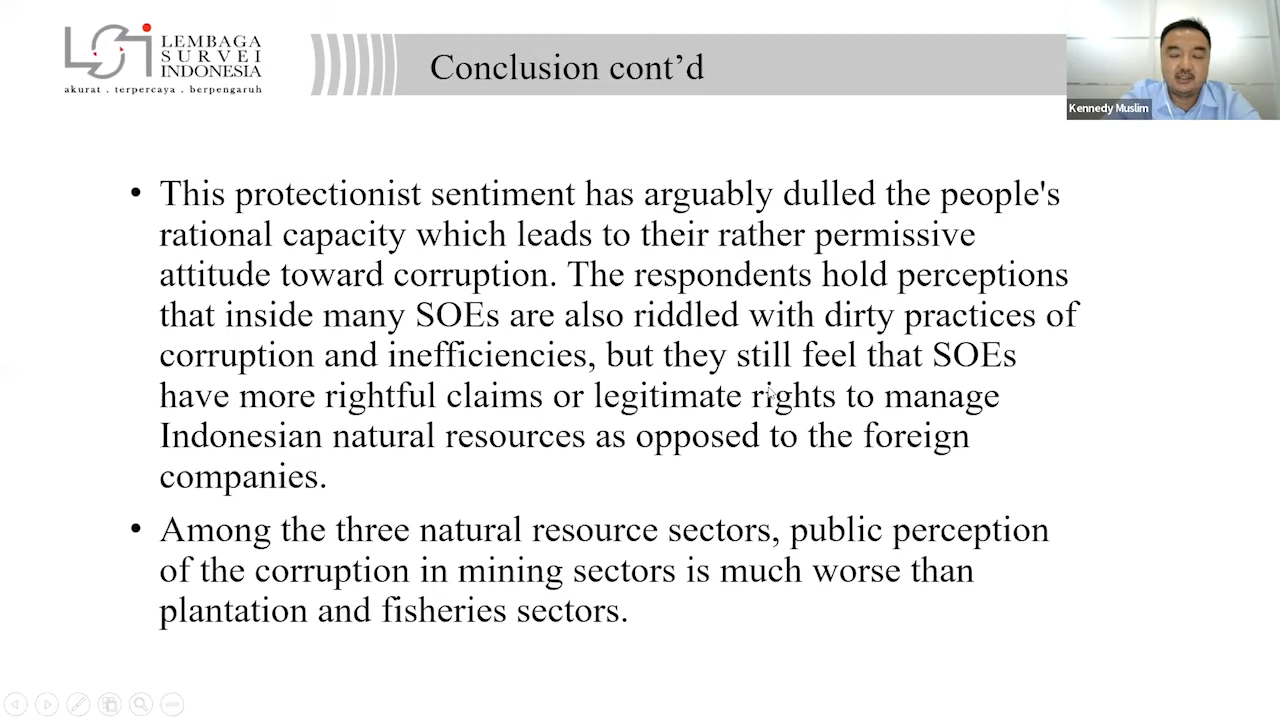 LSI
LEMBAGA
SURVEI
INDONESIA
akurat . terpercaya . berpengaruh
Conclusion cont’d
Kennedy Muslim
• This protectionist sentiment has arguably dulled the people's
rational capacity which leads to their rather permissive
attitude toward corruption. The respondents hold perceptions
that inside many SOEs are also riddled with dirty practices of
corruption and inefficiencies, but they still feel that SOEs
have more rightful claims or legitimate rights to manage
Indonesian natural resources as opposed to the foreign
companies.
• Among the three natural resource sectors, public perception
of the corruption in mining sectors is much worse than
plantation and fisheries sectors.